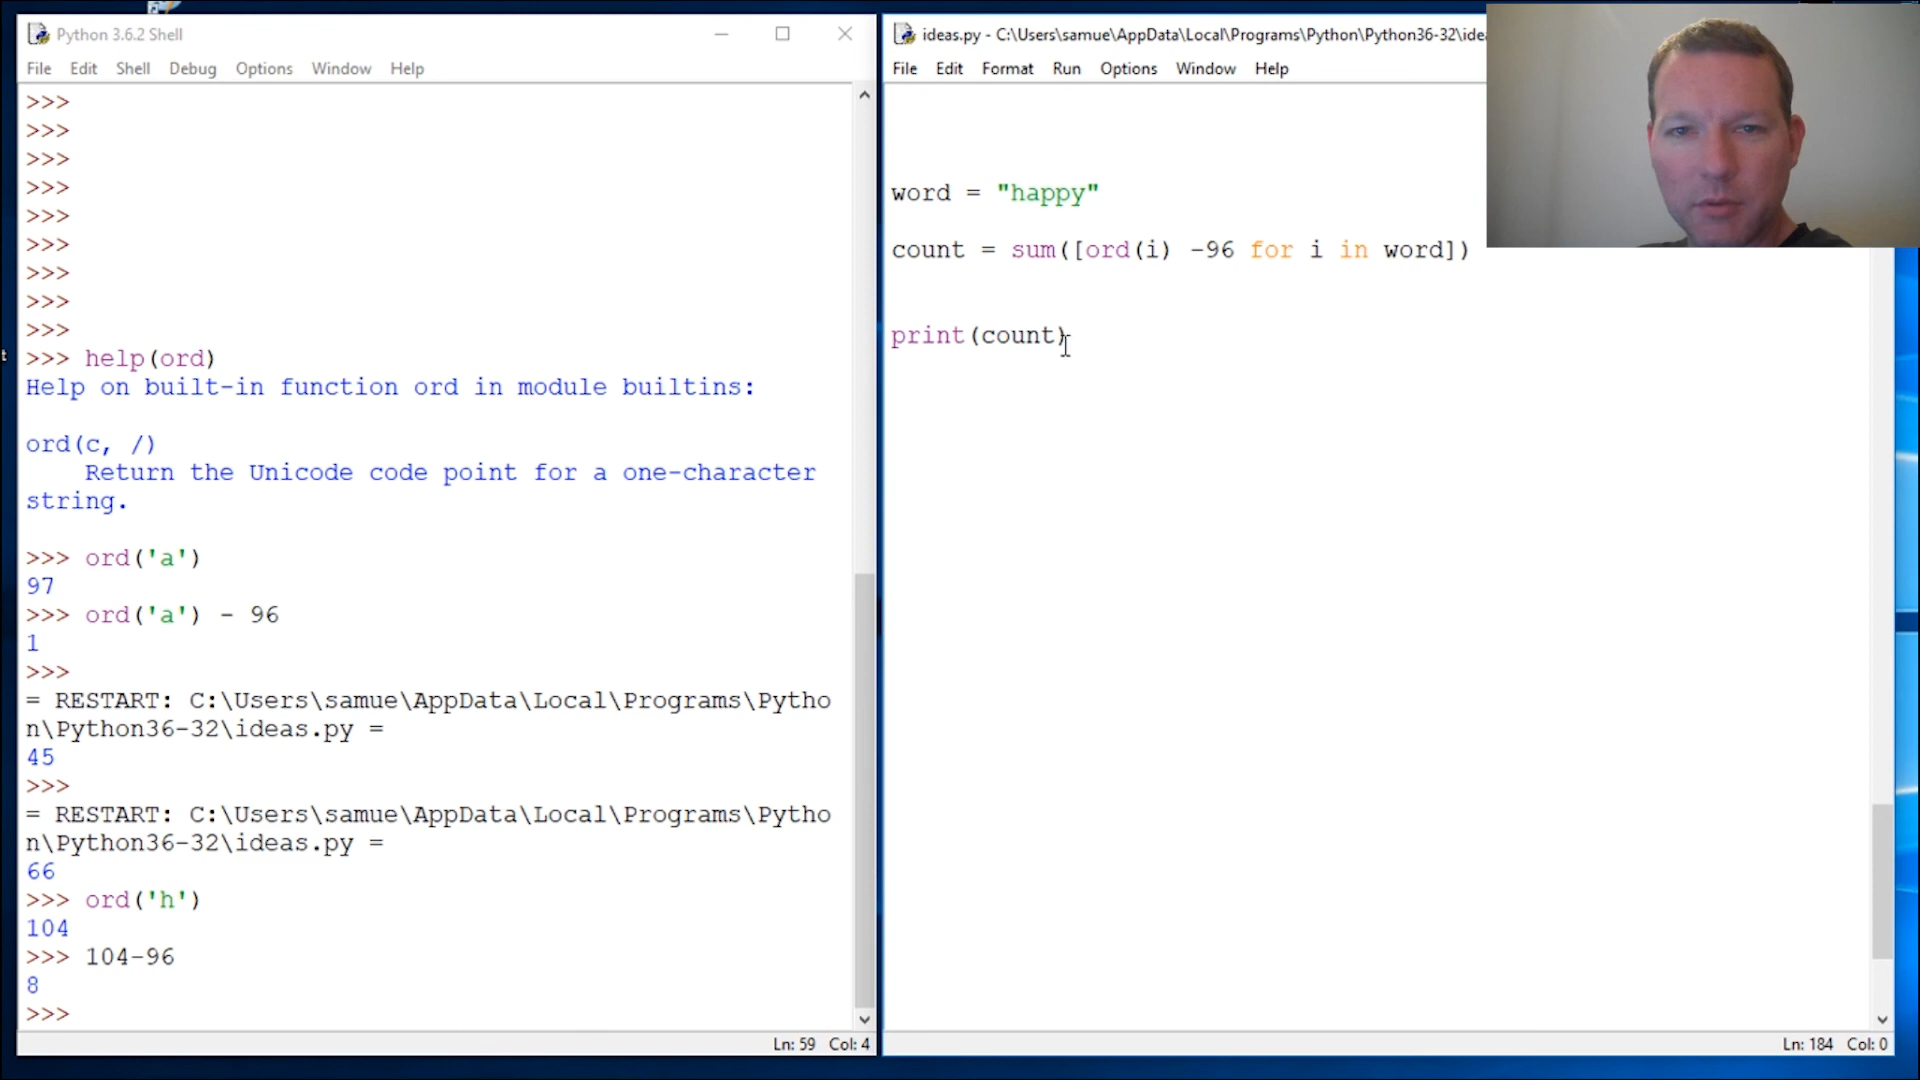 Python 3.6.2 Shell
File Edit Shell Debug Options Window Help
>>>
>>>
>>>
>>>
>>>
>>>
>>>
>>>
>>>
>>> help(ord)
Help on built-in function ord in module builtins:
ord(c, /)
Return the Unicode code point for a one-character
string.
>>> ord('a')
97
>>> ord('a') - 96
1
>>>
= RESTART: C:\Users\samue\AppData\Local\Programs\Pytho
n\Python36-32\ideas.py =
45
>>>
= RESTART: C:\Users\samue\AppData\Local\Programs\Pytho
n\Python36-32\ideas.py =
66
>>> ord('h')
104
>>> 104-96
8
>>>
Ln: 59 Col: 4
ideas.py - C:\Users\samue\AppData\Local\Programs\Python\Python36-32\idea
File Edit Format Run Options Window Help
word = "happy"
count = sum([ord(i) -96 for i in word])
print(count)
Ln: 184 Col: 0